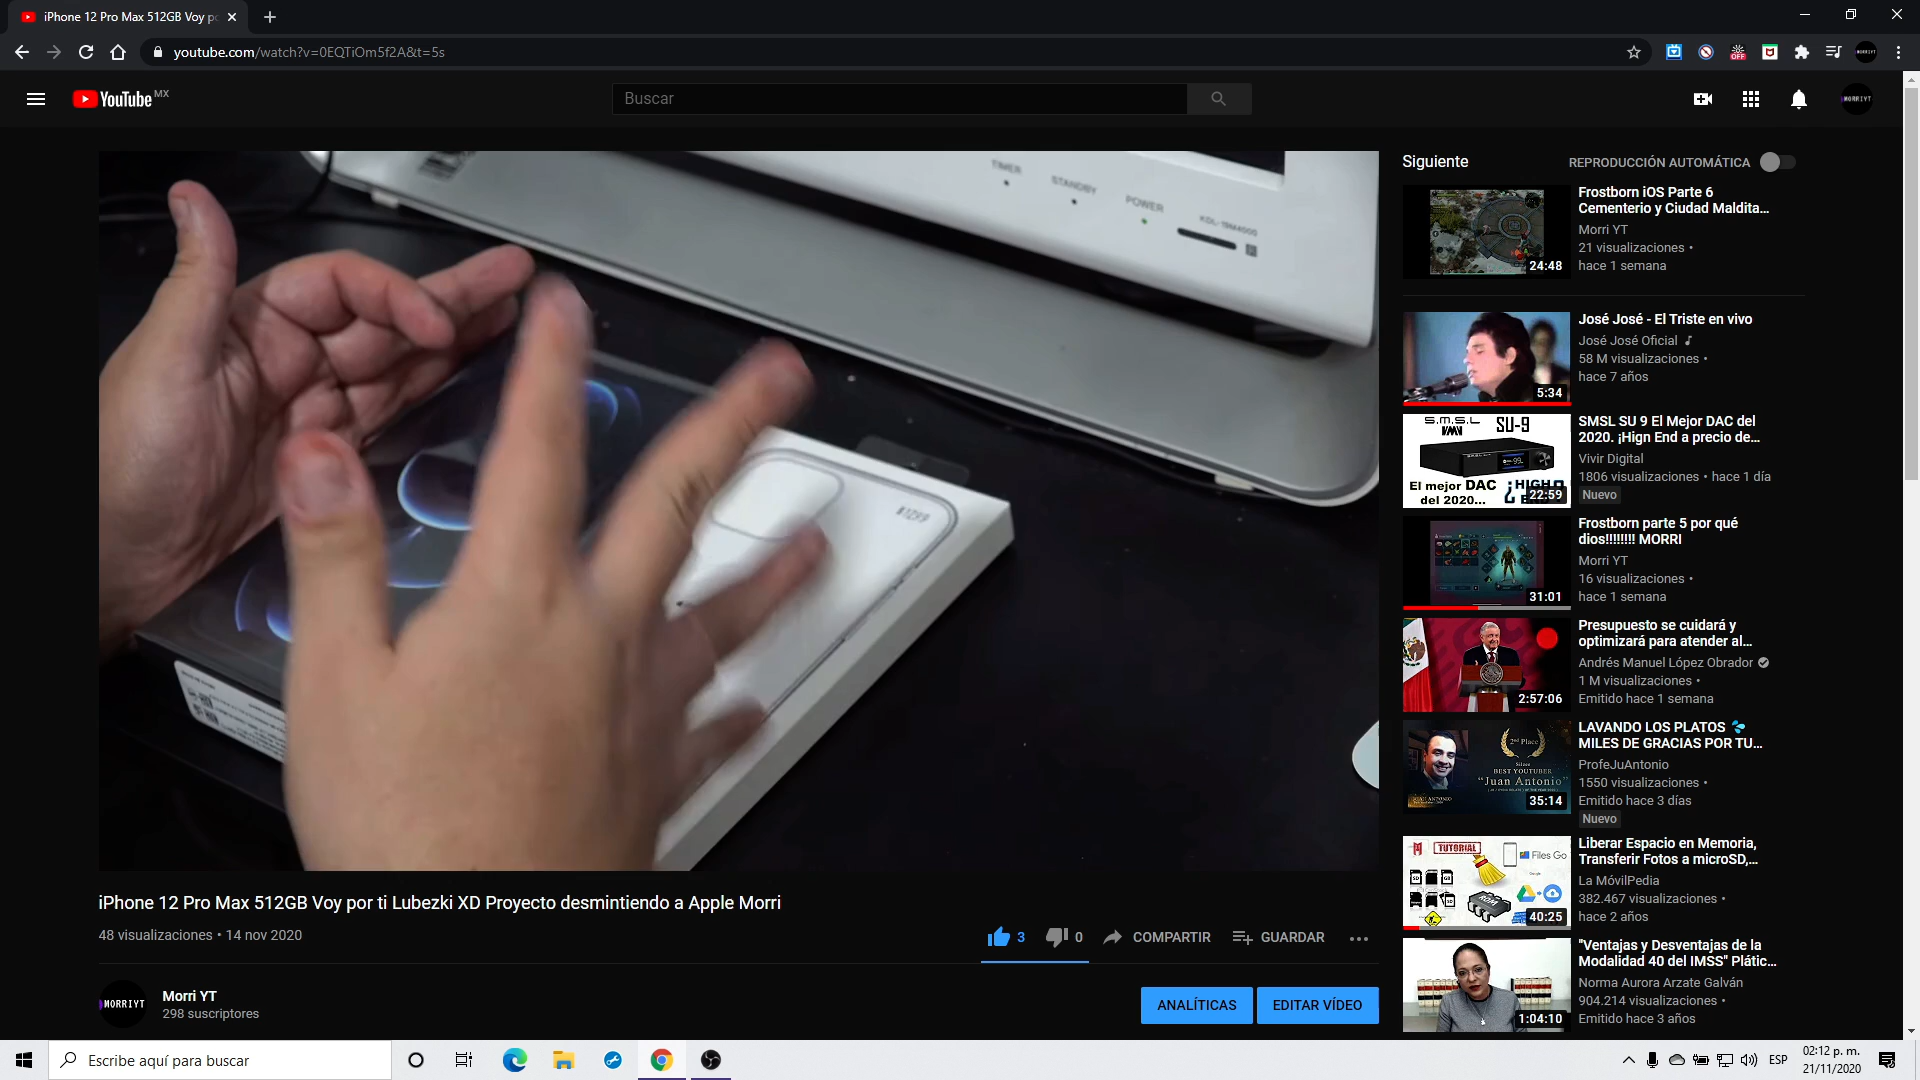 iPhone 12 Pro Max 512GB Voy po
youtube.com/watch?v=0EQTiOm5f2A&t=5s
OFF
YouTube MX
Buscar
MORRIYT
TIMER
STANDBY
POWER
iPhone 12 Pro Max 512GB Voy por ti Lubezki XD Proyecto desmintiendo a Apple Morri
48 visualizaciones • 14 nov 2020
3
0
COMPARTIR
GUARDAR
MORRIYT
Morri YT
298 suscriptores
ANALÍTICAS
EDITAR VÍDEO
Siguiente
REPRODUCCIÓN AUTOMÁTICA
24:48
Frostborn iOS Parte 6
Cementerio y Ciudad Maldita...
Morri YT
21 visualizaciones •
hace 1 semana
5:34
José José - El Triste en vivo
José José Oficial
58 M visualizaciones •
hace 7 años
S.M.S.L SU-9
El mejor DAC
del 2020...
¿HIGH
22:59
SMSL SU 9 El Mejor DAC del
2020. ¡Hign End a precio de...
Vivir Digital
1806 visualizaciones • hace 1 día
Nuevo
31:01
Frostborn parte 5 por qué
dios!!!!!!!! MORRI
Morri YT
16 visualizaciones •
hace 1 semana
2:57:06
Presupuesto se cuidará y
optimizará para atender al...
Andrés Manuel López Obrador
1 M visualizaciones •
Emitido hace 1 semana
2nd Place
Silver
BEST YOUTUBER
"Juan Antonio"
35:14
LAVANDO LOS PLATOS
MILES DE GRACIAS POR TU...
ProfeJuAntonio
1550 visualizaciones •
Emitido hace 3 días
Nuevo
TUTORIAL
Files Go
40:25
Liberar Espacio en Memoria,
Transferir Fotos a microSD,...
La MóvilPedia
382.467 visualizaciones •
hace 2 años
1:04:10
"Ventajas y Desventajas de la
Modalidad 40 del IMSS" Plátic...
Norma Aurora Arzate Galván
904.214 visualizaciones •
Emitido hace 3 años
Escribe aquí para buscar
ESP
02:12 p. m.
21/11/2020